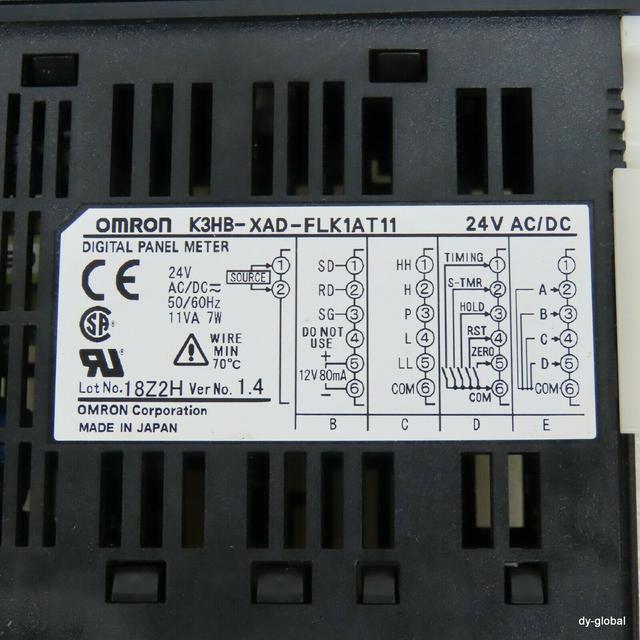 OMRON K3HB-XAD-FLK1AT11 24V AC/DC
DIGITAL PANEL METER
CE
24V
AC/DC
50/60Hz
11VA 7W
SOURCE
1
2
SA
WIRE
MIN
70°C
Lot No. 18Z2H Ver No. 1.4
OMRON Corporation
MADE IN JAPAN
SD 1
RD 2
SG 3
DO NOT USE 4
+ 5
12V80mA
- 6
B
HH 1
H 2
P 3
L 4
LL 5
COM 6
C
TIMING 1
S-TMR 2
HOLD 3
RST 4
ZERO 5
COM 6
D
1
A 2
B 3
C 4
D 5
COM 6
E
dy-global